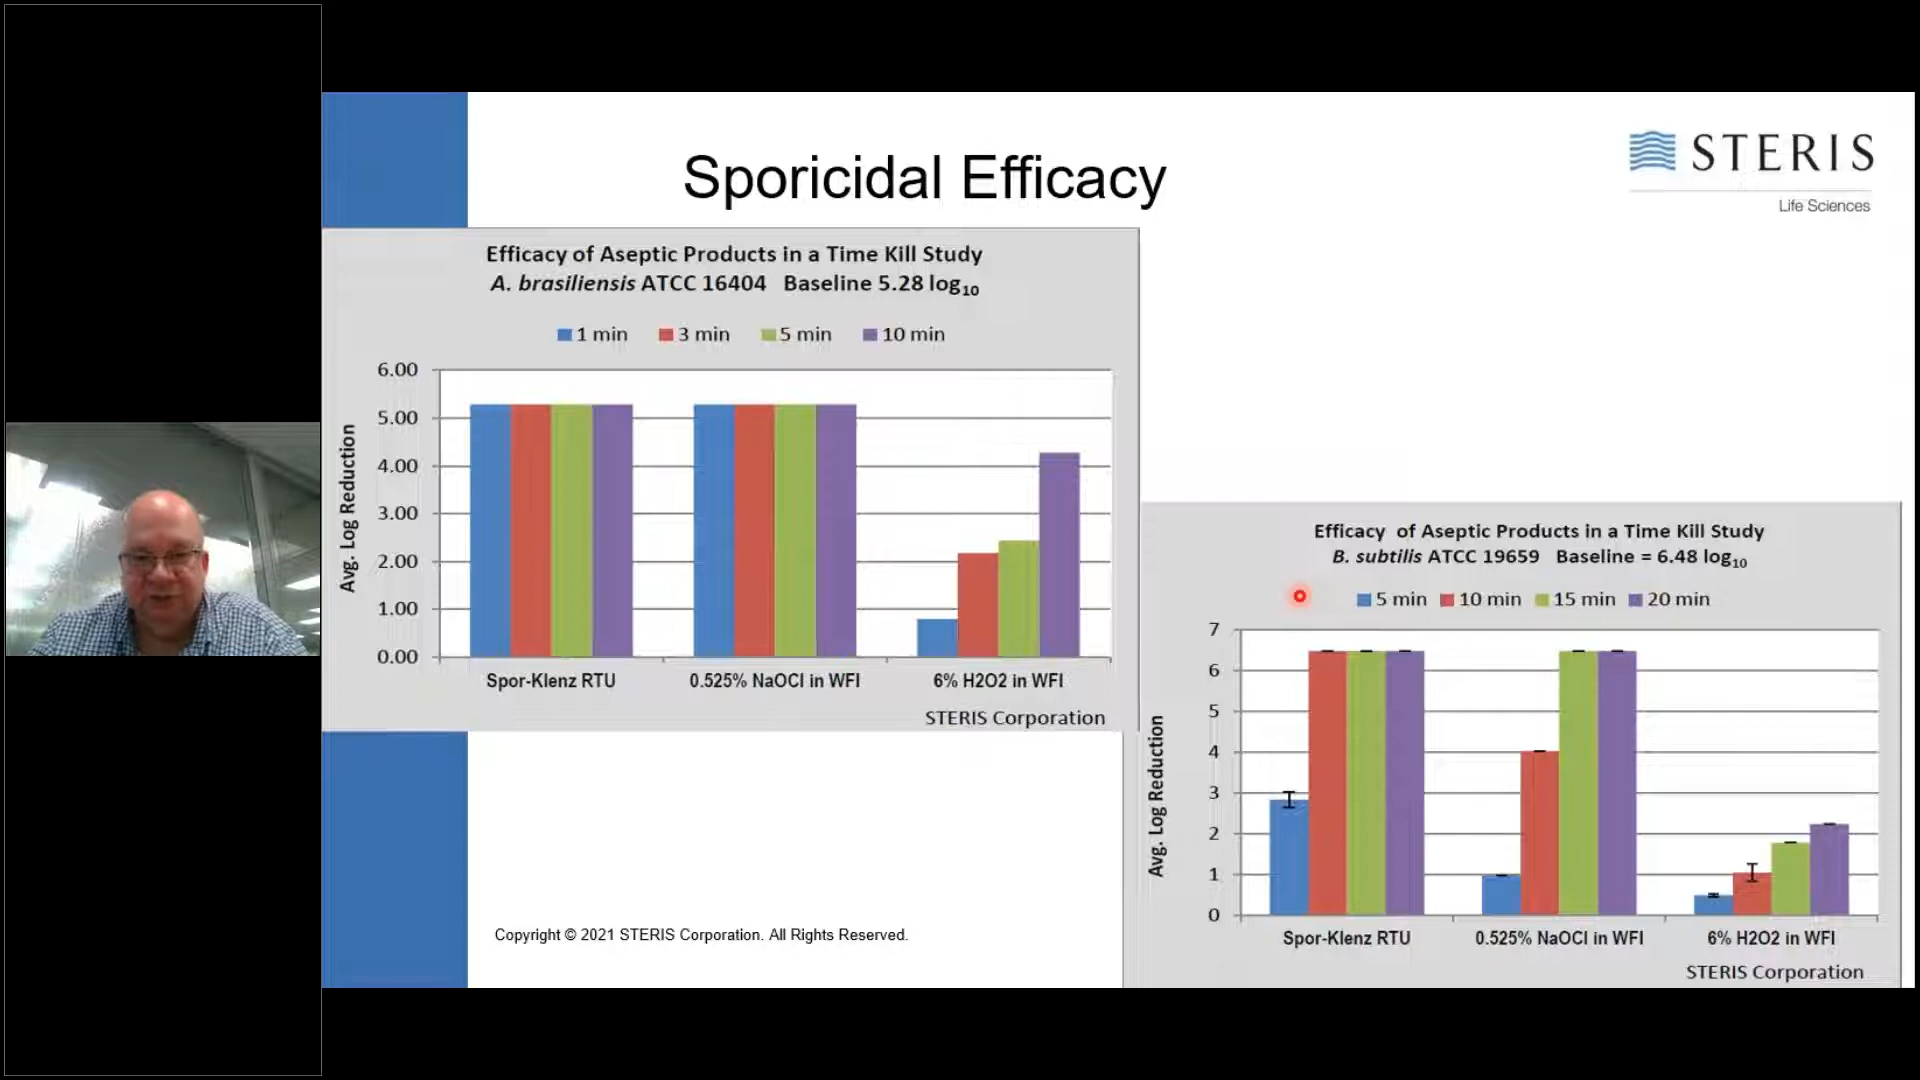 Sporicidal Efficacy
STERIS
Life Sciences
Efficacy of Aseptic Products in a Time Kill Study
A. brasiliensis ATCC 16404 Baseline 5.28 log10
1 min 3 min 5 min 10 min
6.00
5.00
4.00
3.00
2.00
1.00
0.00
Avg. Log Reduction
Spor-Klenz RTU 0.525% NaOCl in WFI 6% H2O2 in WFI
STERIS Corporation
Efficacy of Aseptic Products in a Time Kill Study
B. subtilis ATCC 19659 Baseline = 6.48 log10
5 min 10 min 15 min 20 min
7
6
5
4
3
2
1
0
Avg. Log Reduction
Spor-Klenz RTU 0.525% NaOCl in WFI 6% H2O2 in WFI
STERIS Corporation
Copyright © 2021 STERIS Corporation. All Rights Reserved.